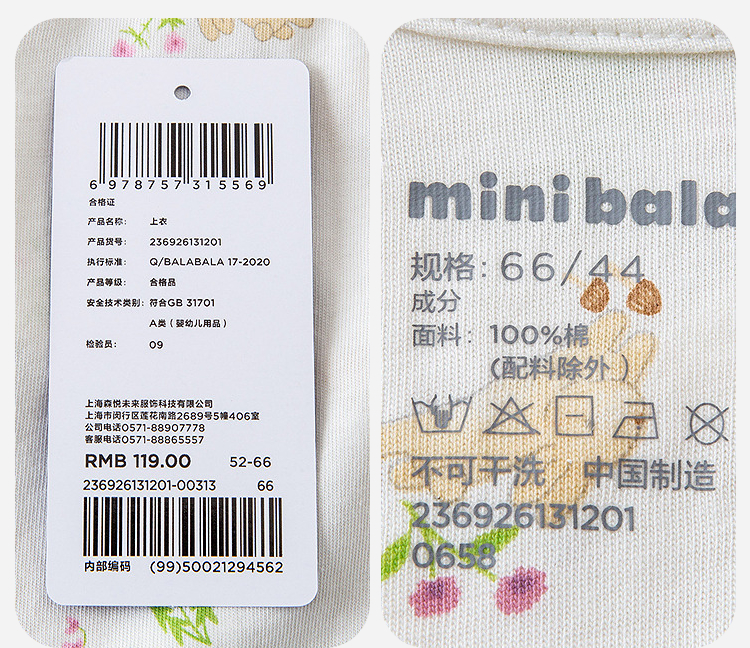 6 978757 315569
合格证
产品名称： 上衣
产品货号： 236926131201
执行标准： Q/BALABALA 17-2020
产品等级： 合格品
安全技术类别：符合GB 31701
A类（婴幼儿用品）
检验员： 09
上海森悦未来服饰科技有限公司
上海市闵行区莲花南路2689号5幢406室
公司电话0571-88907778
客服电话0571-88865557
RMB 119.00 52-66
236926131201-00313 66
内部编码 (99)50021294562
mini bala
规格：66/44
成分
面料：100%棉
(配料除外)
不可干洗 中国制造
236926131201
0658